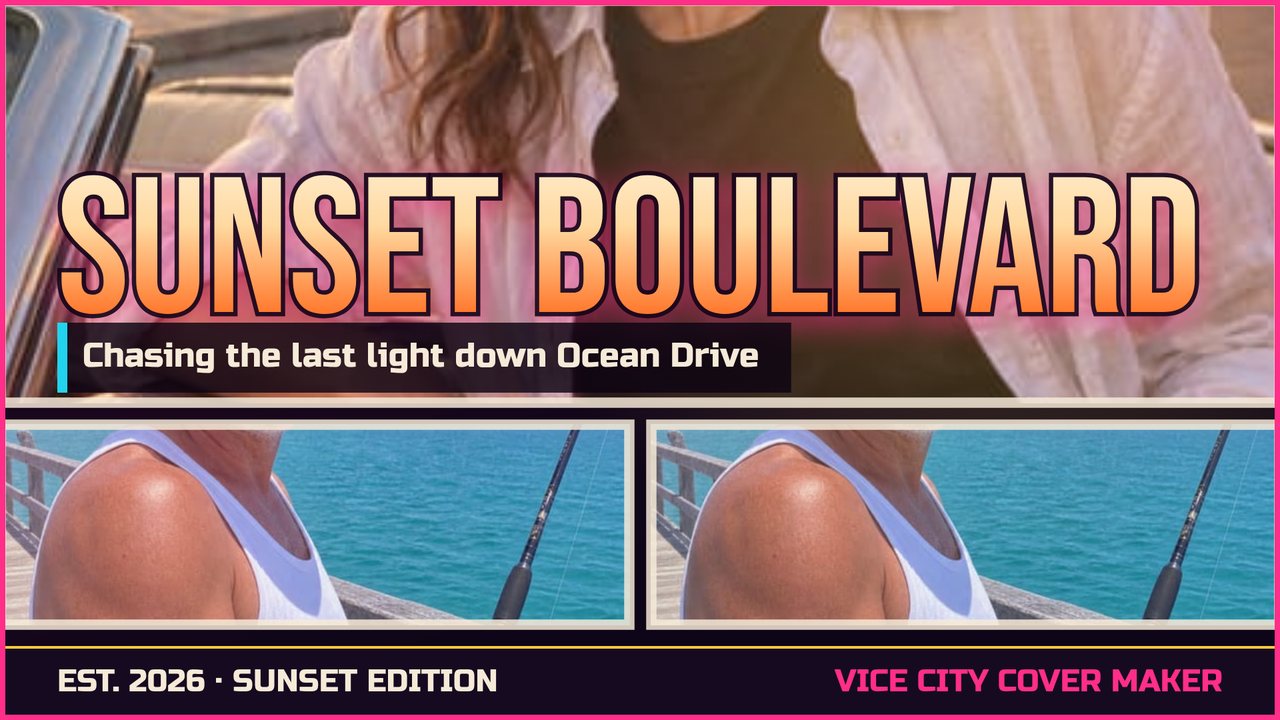 SUNSET BOULEVARD
Chasing the last light down Ocean Drive
EST. 2026 · SUNSET EDITION
VICE CITY COVER MAKER